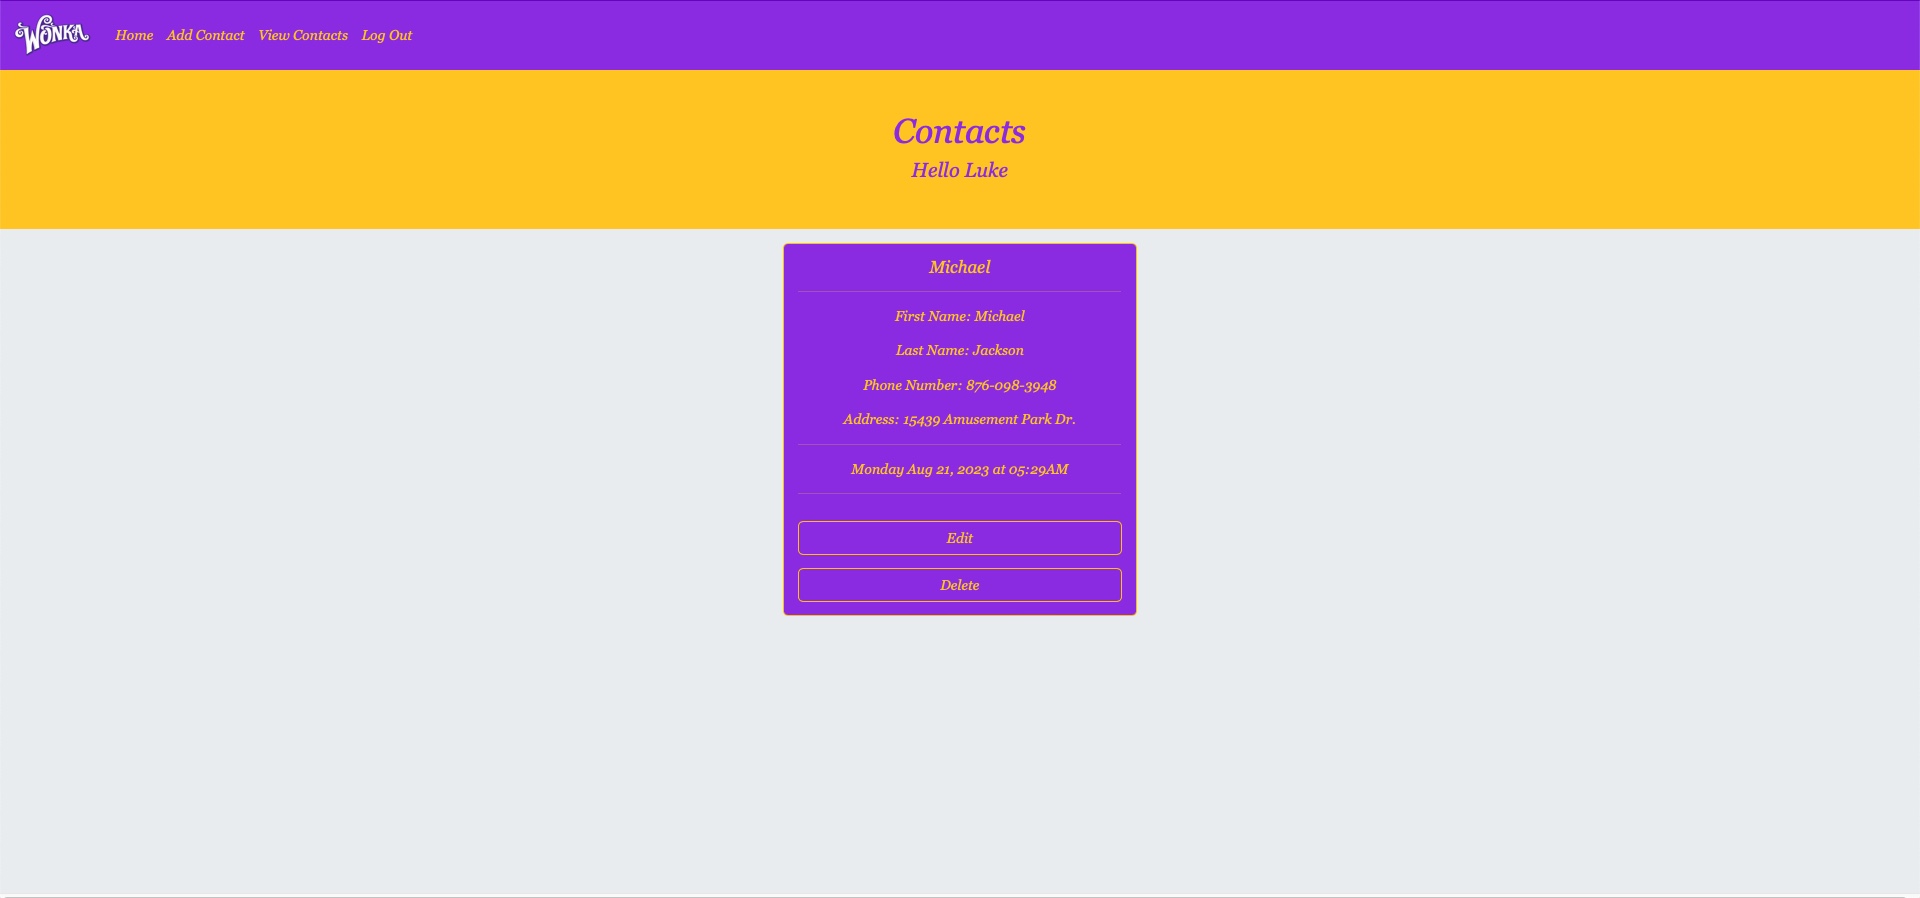 WONKA Home Add Contact View Contacts Log Out
Contacts
Hello Luke
Michael
First Name: Michael
Last Name: Jackson
Phone Number: 876-098-3948
Address: 15439 Amusement Park Dr.
Monday Aug 21, 2023 at 05:29AM
Edit
Delete